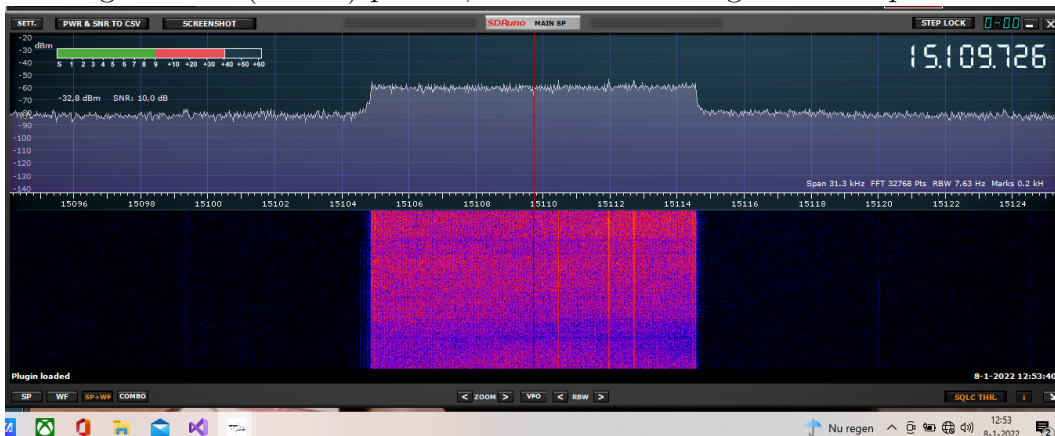 SETT. PWR & SNR TO CSV SCREENSHOT SDRuno MAIN SP STEP LOCK
-20
dBm
-30
-40 S 1 2 3 4 5 6 7 8 9 +10 +20 +30 +40 +50 +60 15.109.726
-50
-60
-70 -32,8 dBm SNR: 10,0 dB
-80
-90
-100
-110
-120
-130 Span 31.3 kHz FFT 32768 Pts RBW 7.63 Hz Marks 0.2 kH
-140
15096 15098 15100 15102 15104 15106 15108 15110 15112 15114 15116 15118 15120 15122 15124
Plugin loaded 8-1-2022 12:53:40
SP WF SP+WF COMBO < ZOOM > VFO < RBW > SQLC THR. i
Nu regen 12:53
8-1-2022